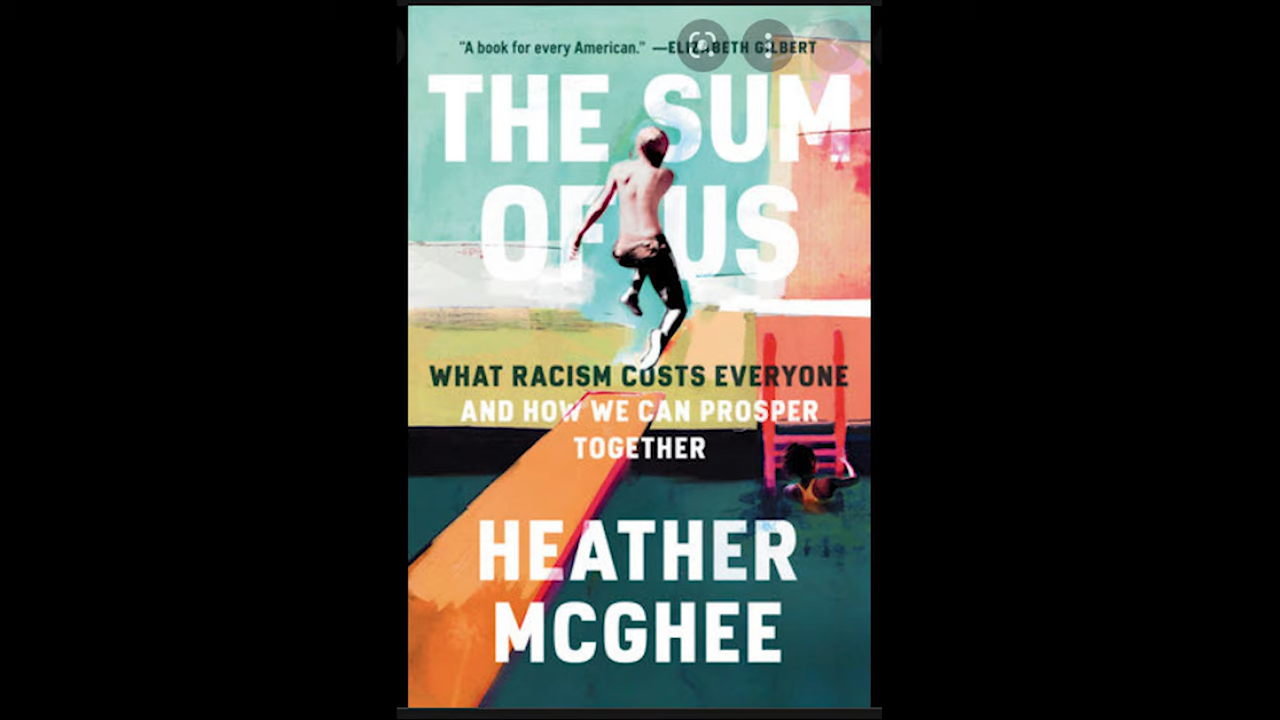 "A book for every American." —ELIZABETH GILBERT
THE SUM
OF US
WHAT RACISM COSTS EVERYONE
AND HOW WE CAN PROSPER
TOGETHER
HEATHER
MCGHEE